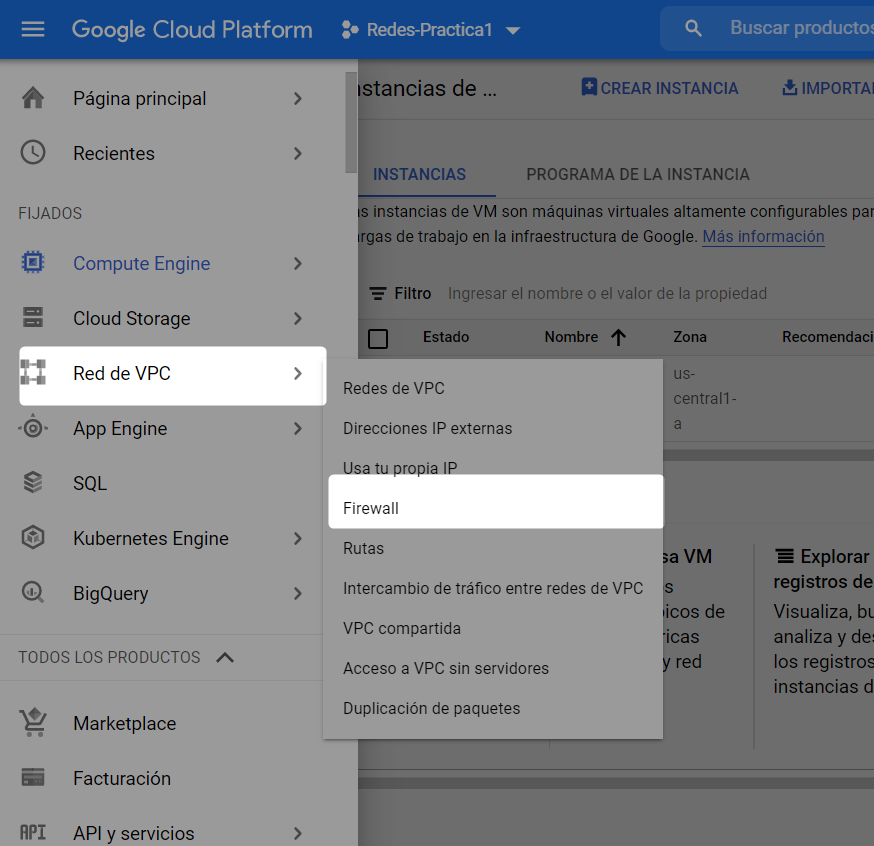 Google Cloud Platform
Redes-Practica1
Buscar productos
Página principal
Recientes
FIJADOS
Compute Engine
Cloud Storage
Red de VPC
App Engine
SQL
Kubernetes Engine
BigQuery
TODOS LOS PRODUCTOS
Marketplace
Facturación
API
API y servicios
Redes de VPC
Direcciones IP externas
Usa tu propia IP
Firewall
Rutas
Intercambio de tráfico entre redes de VPC
VPC compartida
Acceso a VPC sin servidores
Duplicación de paquetes
nstancias de ...
CREAR INSTANCIA
IMPORTA
INSTANCIAS
PROGRAMA DE LA INSTANCIA
as instancias de VM son máquinas virtuales altamente configurables par
argas de trabajo en la infraestructura de Google. Más información
Filtro
Ingresar el nombre o el valor de la propiedad
Estado
Nombre
Zona
Recomendaci
us-
central1-
a
sa VM
s
icos de
ricas
y red
Explorar
registros de
Visualiza, bu
analiza y de
los registros
instancias d